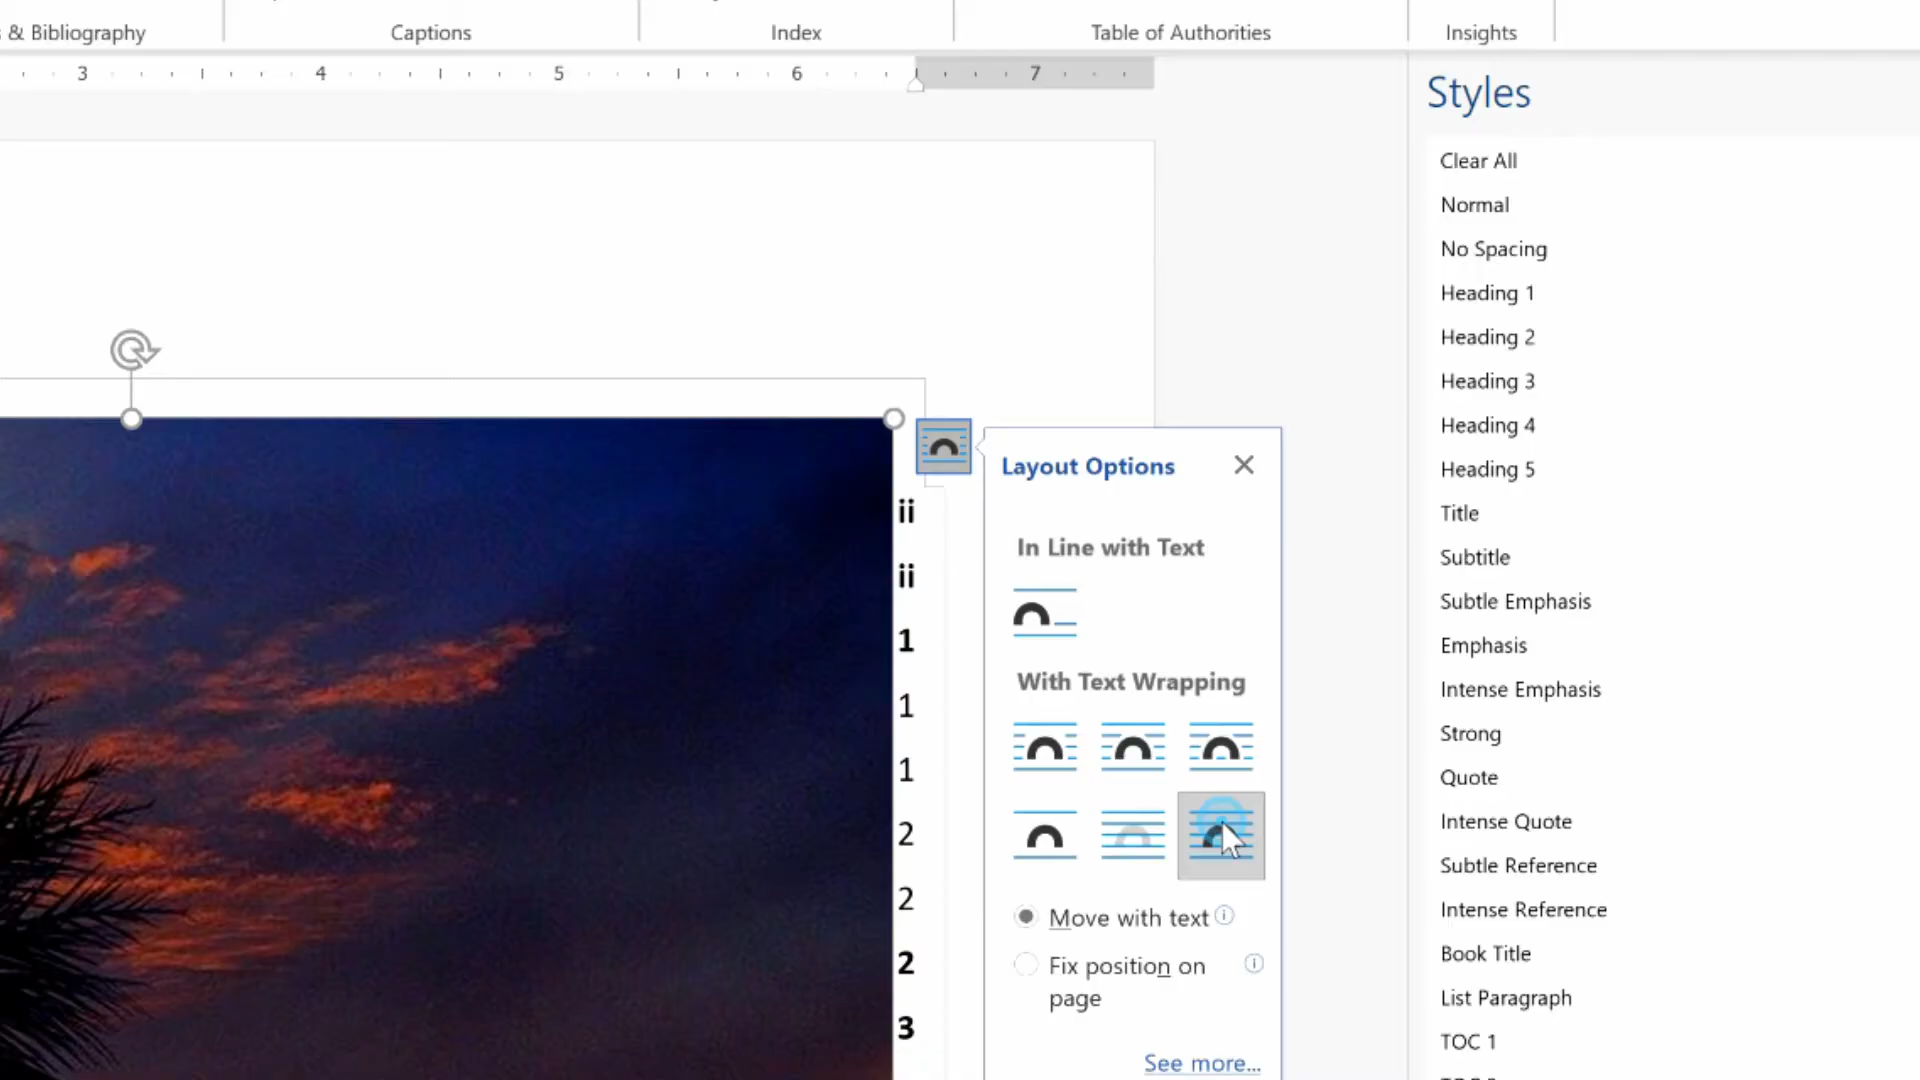 & Bibliography
Captions
Index
Table of Authorities
Insights
3 4 5 6 7
Styles
Clear All
Normal
No Spacing
Heading 1
Heading 2
Heading 3
Heading 4
Heading 5
Title
Subtitle
Subtle Emphasis
Emphasis
Intense Emphasis
Strong
Quote
Intense Quote
Subtle Reference
Intense Reference
Book Title
List Paragraph
TOC 1
ii
ii
1
1
1
2
2
2
3
Layout Options
In Line with Text
With Text Wrapping
Move with text
Fix position on
page
See more...